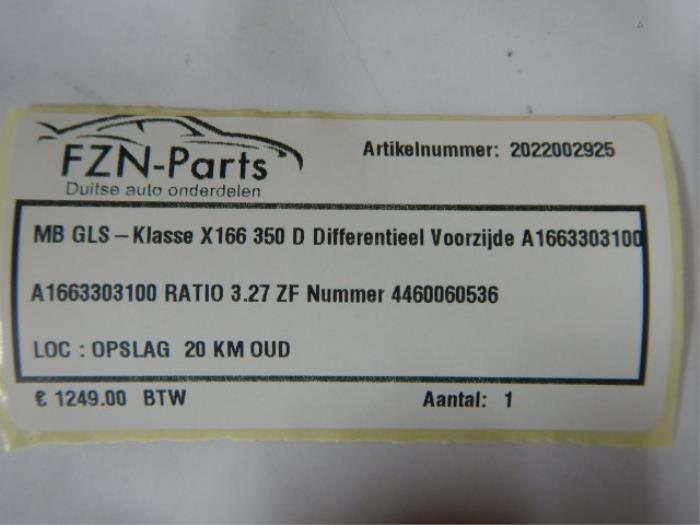 FZN-Parts
Duitse auto onderdelen
Artikelnummer: 2022002925
MB GLS – Klasse X166 350 D Differentieel Voorzijde A1663303100
A1663303100 RATIO 3.27 ZF Nummer 4460060536
LOC : OPSLAG 20 KM OUD
€ 1249.00 BTW
Aantal: 1